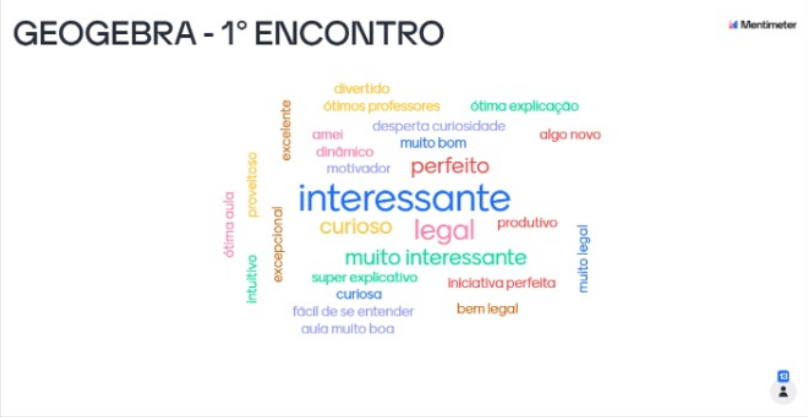 GEOGEBRA - 1° ENCONTRO
Mentimeter
divertido
ótimos professores
ótima explicação
excelente
desperta curiosidade
amei
muito bom
algo novo
dinâmico
proveitoso
motivador
perfeito
interessante
ótima aula
excepcional
curioso
legal
produtivo
muito legal
muito interessante
intuitivo
super explicativo
iniciativa perfeita
curiosa
fácil de se entender
bem legal
aula muito boa
13